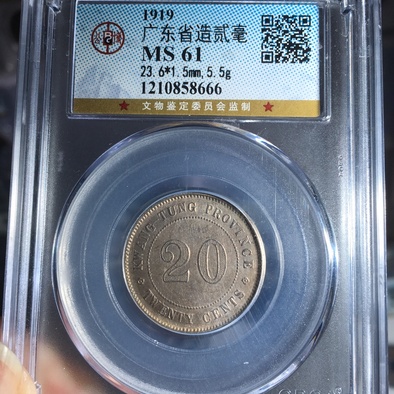 1919
广东省造贰毫
MS 61
23.6*1.5mm,5.5g
1210858666
★ 文物鉴定委员会监制 ★
KWANG-TUNG PROVINCE
20
TWENTY CENTS